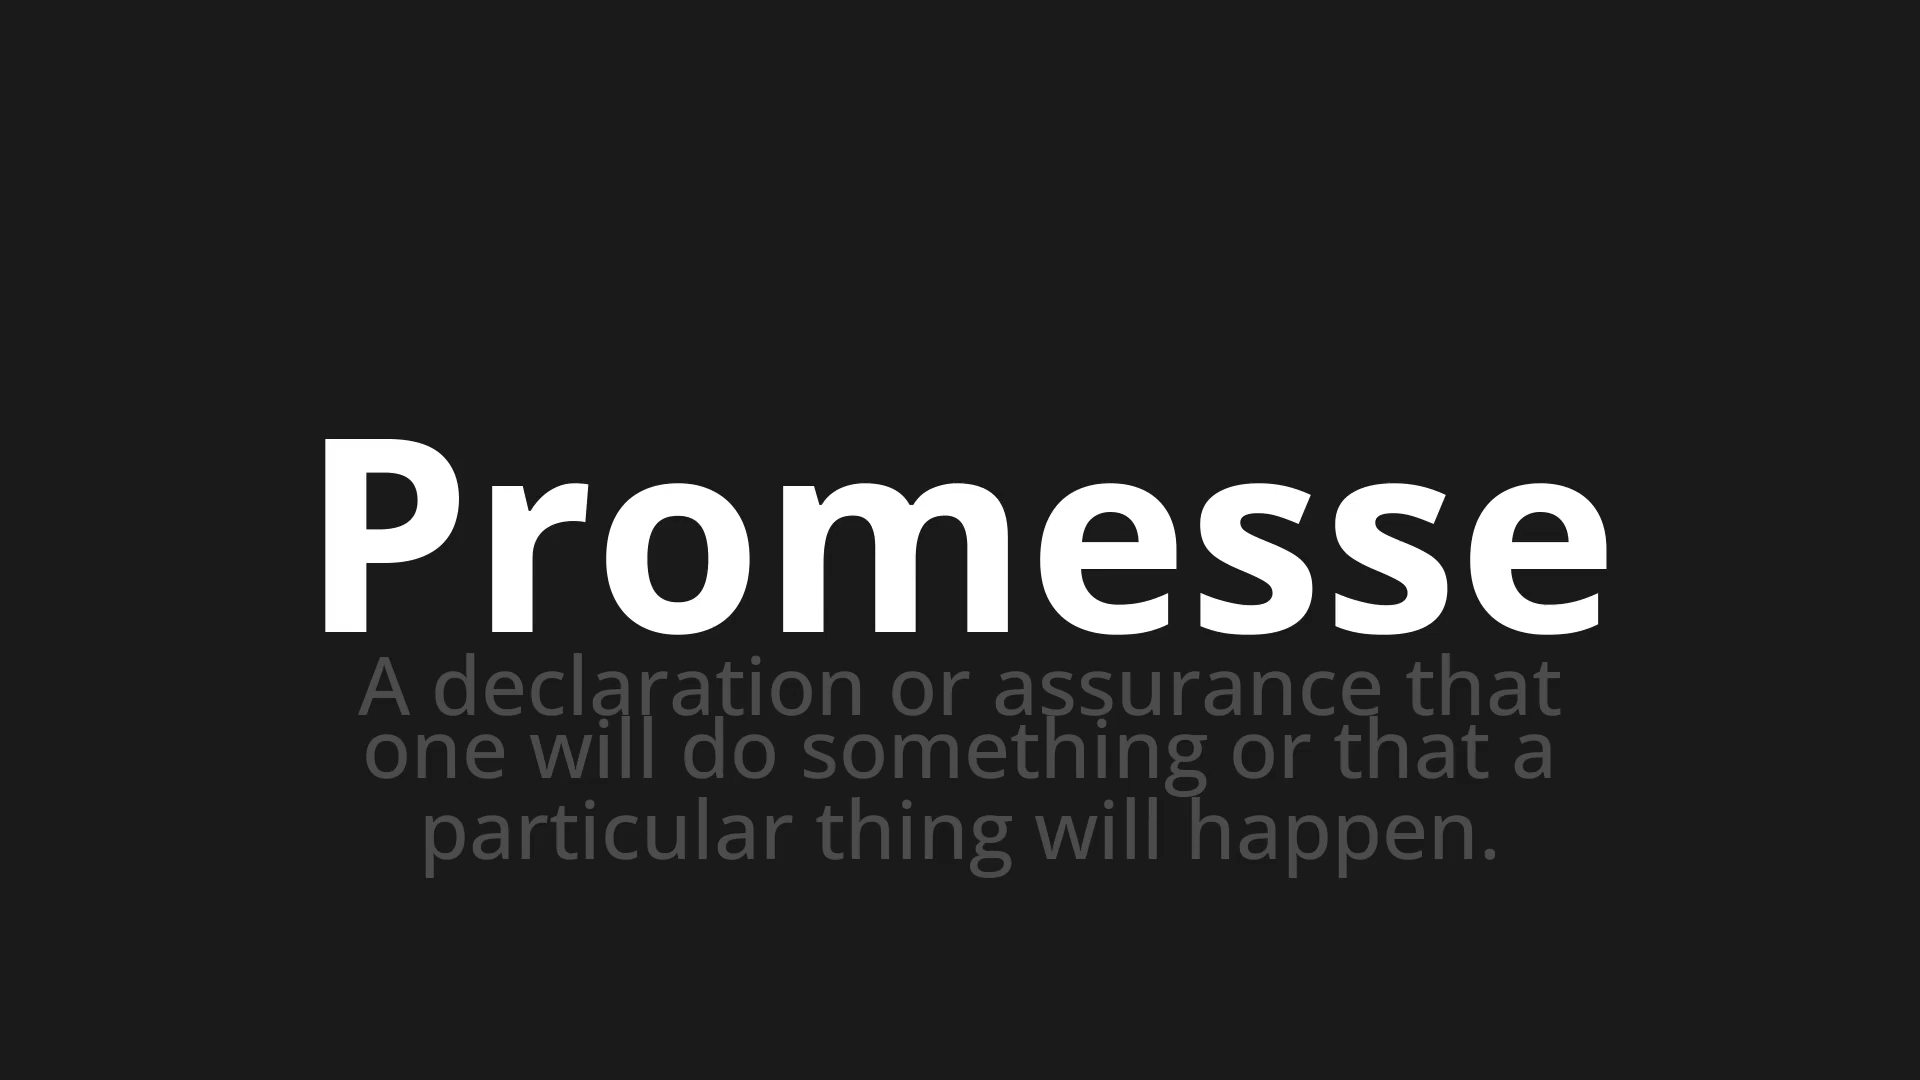 Promesse
A declaration or assurance that
one will do something or that a
particular thing will happen.